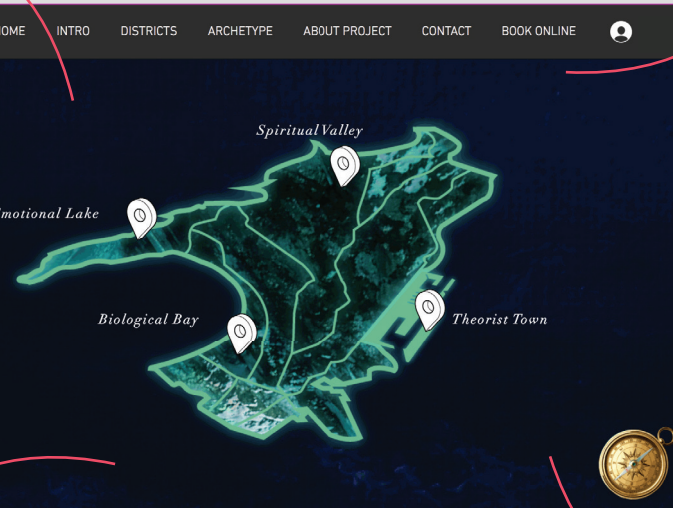 OME INTRO DISTRICTS ARCHETYPE ABOUT PROJECT CONTACT BOOK ONLINE
Spiritual Valley
motional Lake
Biological Bay
Theorist Town